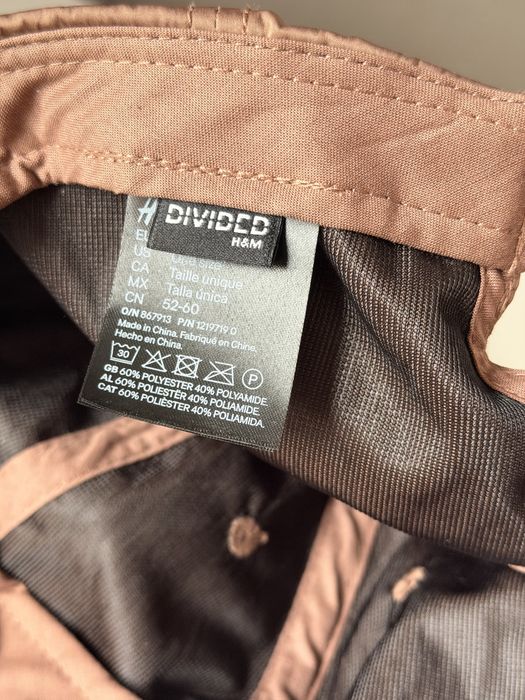 DIVIDED
H&M
US
CA Taille unique
MX Talla única
CN 52-60
O/N 867913 P/N 1219719 0
Made in China. Fabriqué en Chine.
Hecho en China.
30 P
GB 60% POLYESTER 40% POLYAMIDE.
AL 60% POLIESTËR 40% POLIAMIDE.
CAT 60% POLIÈSTER 40% POLIAMIDA.